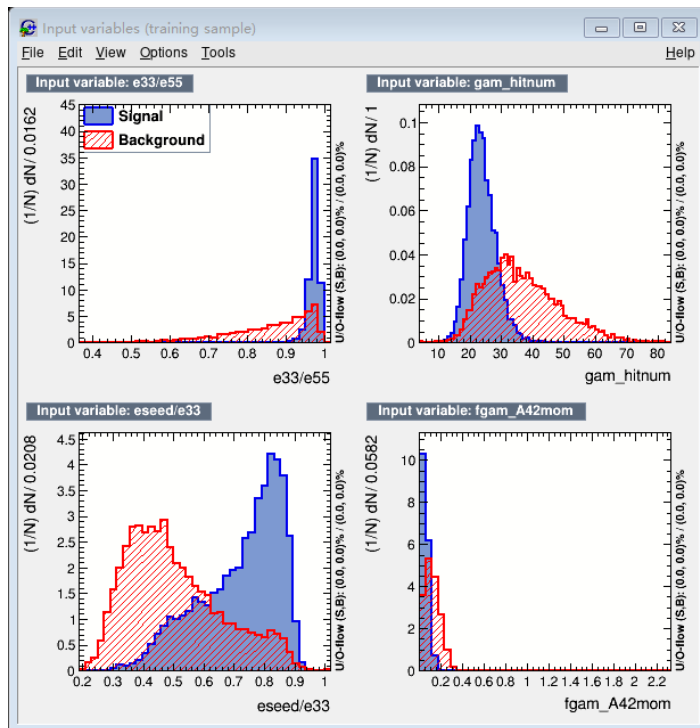 Input variables (training sample)
File Edit View Options Tools Help
Input variable: e33/e55
(1/N) dN/ 0.0162
45
40
35
30
25
20
15
10
5
0
Signal
Background
0.4 0.5 0.6 0.7 0.8 0.9 1
e33/e55
U/O-flow (S,B): (0.0, 0.0)% / (0.0, 0.0)%
Input variable: gam_hitnum
(1/N) dN/ 1
0.1
0.08
0.06
0.04
0.02
0
10 20 30 40 50 60 70 80
gam_hitnum
U/O-flow (S,B): (0.0, 0.0)% / (0.0, 0.0)%
Input variable: eseed/e33
(1/N) dN/ 0.0208
4.5
4
3.5
3
2.5
2
1.5
1
0.5
0
0.2 0.3 0.4 0.5 0.6 0.7 0.8 0.9 1
eseed/e33
U/O-flow (S,B): (0.0, 0.0)% / (0.0, 0.0)%
Input variable: fgam_A42mom
(1/N) dN/ 0.0582
10
8
6
4
2
0
0.2 0.4 0.6 0.8 1 1.2 1.4 1.6 1.8 2 2.2
fgam_A42mom
U/O-flow (S,B): (0.0, 0.0)% / (0.0, 0.0)%